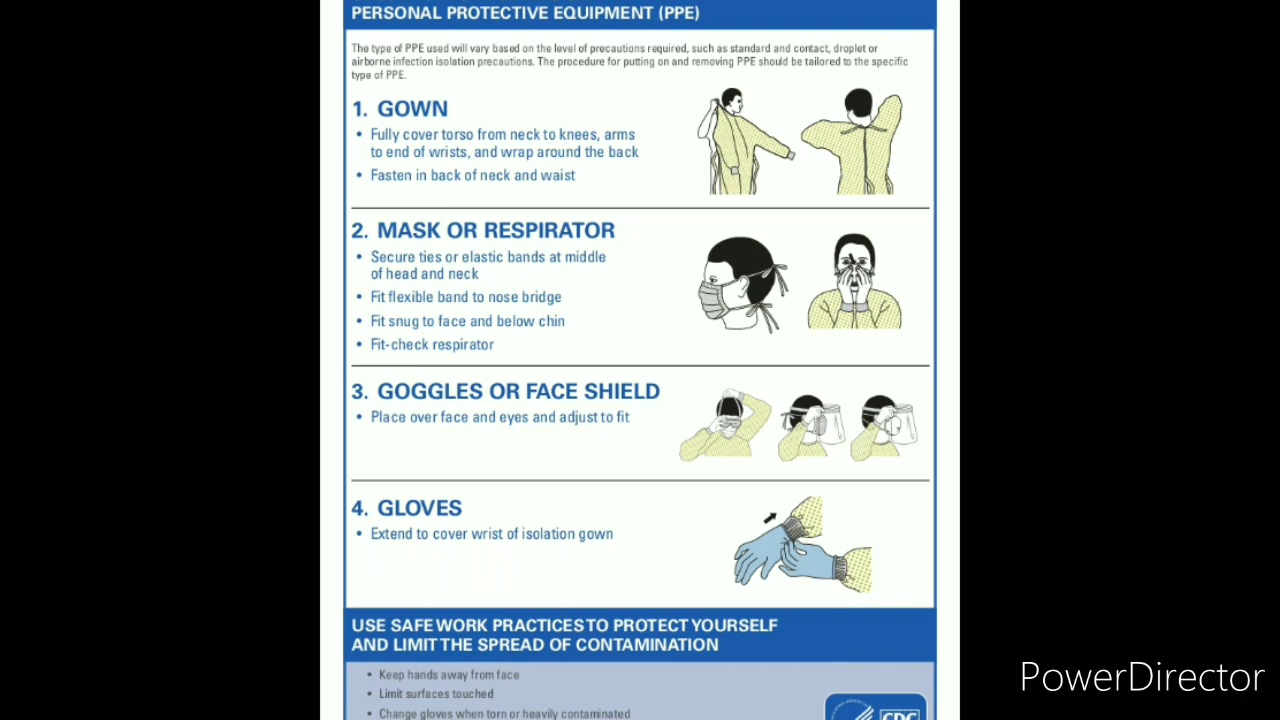 PERSONAL PROTECTIVE EQUIPMENT (PPE)
The type of PPE used will vary based on the level of precautions required, such as standard and contact, droplet or
airborne infection isolation precautions. The procedure for putting on and removing PPE should be tailored to the specific
type of PPE.
1. GOWN
• Fully cover torso from neck to knees, arms
to end of wrists, and wrap around the back
• Fasten in back of neck and waist
2. MASK OR RESPIRATOR
• Secure ties or elastic bands at middle
of head and neck
• Fit flexible band to nose bridge
• Fit snug to face and below chin
• Fit-check respirator
3. GOGGLES OR FACE SHIELD
• Place over face and eyes and adjust to fit
4. GLOVES
• Extend to cover wrist of isolation gown
USE SAFE WORK PRACTICES TO PROTECT YOURSELF
AND LIMIT THE SPREAD OF CONTAMINATION
• Keep hands away from face
• Limit surfaces touched
• Change gloves when torn or heavily contaminated
CDC
PowerDirector